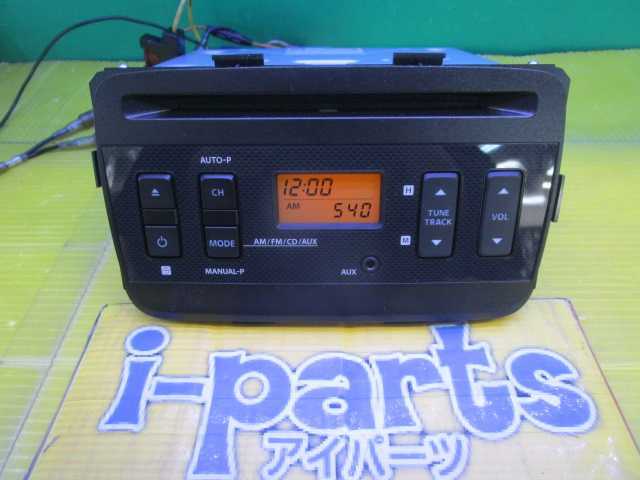 AUTO-P
CH
MODE
AM/FM/CD/AUX
MANUAL-P
12:00
AM 540
H
M
TUNE
TRACK
VOL
AUX
i-parts
アイパーツ